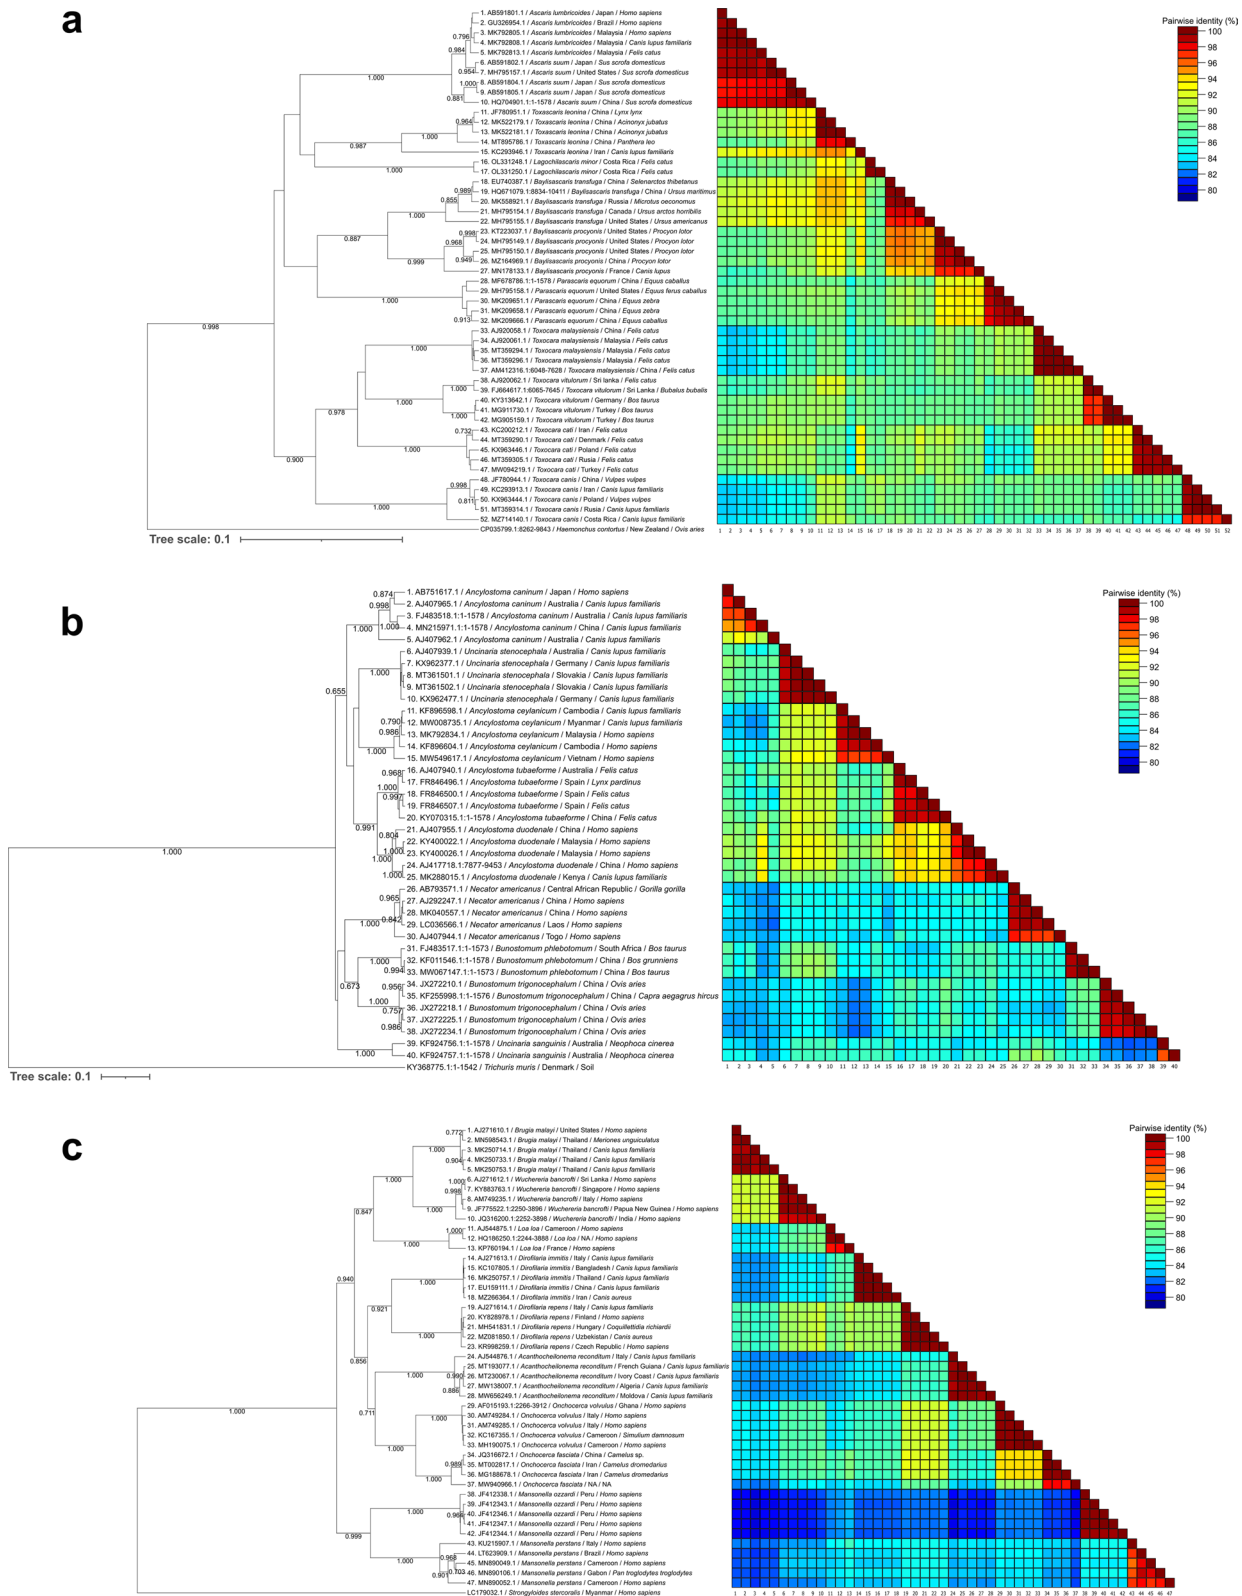 a
1. AB591801.1 / Ascaris lumbricoides / Japan / Homo sapiens
2. GU326954.1 / Ascaris lumbricoides / Brazil / Homo sapiens
3. MK792805.1 / Ascaris lumbricoides / Malaysia / Homo sapiens
4. MK792808.1 / Ascaris lumbricoides / Malaysia / Canis lupus familiaris
5. MK792813.1 / Ascaris lumbricoides / Malaysia / Felis catus
6. AB591802.1 / Ascaris suum / Japan / Sus scrofa domesticus
7. MH795157.1 / Ascaris suum / United States / Sus scrofa domesticus
8. AB591804.1 / Ascaris suum / Japan / Sus scrofa domesticus
9. AB591805.1 / Ascaris suum / Japan / Sus scrofa domesticus
10. HQ704901.1:1-1578 / Ascaris suum / China / Sus scrofa domesticus
11. JF780951.1 / Toxascaris leonina / China / Lynx lynx
12. MK522179.1 / Toxascaris leonina / China / Acinonyx jubatus
13. MK522181.1 / Toxascaris leonina / China / Acinonyx jubatus
14. MT895786.1 / Toxascaris leonina / China / Panthera leo
15. KC293946.1 / Toxascaris leonina / Iran / Canis lupus familiaris
16. OL331248.1 / Lagochilascaris minor / Costa Rica / Felis catus
17. OL331250.1 / Lagochilascaris minor / Costa Rica / Felis catus
18. EU740387.1 / Baylisascaris transfuga / China / Selenarctos thibetanus
19. HQ671079.1:8834-10411 / Baylisascaris transfuga / China / Ursus maritimus
20. MK558921.1 / Baylisascaris transfuga / Russia / Microtus oeconomus
21. MH795154.1 / Baylisascaris transfuga / Canada / Ursus arctos horribilis
22. MH795155.1 / Baylisascaris transfuga / United States / Ursus americanus
23. KT223037.1 / Baylisascaris procyonis / United States / Procyon lotor
24. MH795149.1 / Baylisascaris procyonis / United States / Procyon lotor
25. MH795150.1 / Baylisascaris procyonis / United States / Procyon lotor
26. MZ164969.1 / Baylisascaris procyonis / China / Procyon lotor
27. MN178133.1 / Baylisascaris procyonis / France / Canis lupus
28. MF678786.1:1-1578 / Parascaris equorum / China / Equus caballus
29. MH795158.1 / Parascaris equorum / United States / Equus ferus caballus
30. MK209651.1 / Parascaris equorum / China / Equus zebra
31. MK209658.1 / Parascaris equorum / China / Equus zebra
32. MK209666.1 / Parascaris equorum / China / Equus caballus
33. AJ920058.1 / Toxocara malaysiensis / China / Felis catus
34. AJ920061.1 / Toxocara malaysiensis / Malaysia / Felis catus
35. MT359294.1 / Toxocara malaysiensis / Malaysia / Felis catus
36. MT359296.1 / Toxocara malaysiensis / Malaysia / Felis catus
37. AM412316.1:6048-7628 / Toxocara malaysiensis / China / Felis catus
38. AJ920062.1 / Toxocara vitulorum / Sri lanka / Felis catus
39. FJ664617.1:6065-7645 / Toxocara vitulorum / Sri Lanka / Bubalus bubalis
40. KY313642.1 / Toxocara vitulorum / Germany / Bos taurus
41. MG911730.1 / Toxocara vitulorum / Turkey / Bos taurus
42. MG905159.1 / Toxocara vitulorum / Turkey / Bos taurus
43. KC200212.1 / Toxocara cati / Iran / Felis catus
44. MT359290.1 / Toxocara cati / Denmark / Felis catus
45. KX963446.1 / Toxocara cati / Poland / Felis catus
46. MT359305.1 / Toxocara cati / Rusia / Felis catus
47. MW094219.1 / Toxocara cati / Turkey / Felis catus
48. JF780944.1 / Toxocara canis / China / Vulpes vulpes
49. KC293913.1 / Toxocara canis / Iran / Canis lupus familiaris
50. KX963444.1 / Toxocara canis / Poland / Vulpes vulpes
51. MT359314.1 / Toxocara canis / Rusia / Canis lupus familiaris
52. MZ714140.1 / Toxocara canis / Costa Rica / Canis lupus familiaris
CP035799.1:8262-9843 / Haemonchus contortus / New Zealand / Ovis aries
Tree scale: 0.1
Pairwise identity (%)
100
98
96
94
92
90
88
86
84
82
80
b
1. AB751617.1 / Ancylostoma caninum / Japan / Homo sapiens
2. AJ407965.1 / Ancylostoma caninum / Australia / Canis lupus familiaris
3. FJ483518.1:1-1578 / Ancylostoma caninum / Australia / Canis lupus familiaris
4. MN215971.1:1-1578 / Ancylostoma caninum / China / Canis lupus familiaris
5. AJ407962.1 / Ancylostoma caninum / Australia / Canis lupus familiaris
6. AJ407939.1 / Uncinaria stenocephala / Australia / Canis lupus familiaris
7. KX962377.1 / Uncinaria stenocephala / Germany / Canis lupus familiaris
8. MT361501.1 / Uncinaria stenocephala / Slovakia / Canis lupus familiaris
9. MT361502.1 / Uncinaria stenocephala / Slovakia / Canis lupus familiaris
10. KX962477.1 / Uncinaria stenocephala / Germany / Canis lupus familiaris
11. KF896598.1 / Ancylostoma ceylanicum / Cambodia / Canis lupus familiaris
12. MW008735.1 / Ancylostoma ceylanicum / Myanmar / Canis lupus familiaris
13. MK792834.1 / Ancylostoma ceylanicum / Malaysia / Homo sapiens
14. KF896604.1 / Ancylostoma ceylanicum / Cambodia / Homo sapiens
15. MW549617.1 / Ancylostoma ceylanicum / Vietnam / Homo sapiens
16. AJ407940.1 / Ancylostoma tubaeforme / Australia / Felis catus
17. FR846496.1 / Ancylostoma tubaeforme / Spain / Lynx pardinus
18. FR846500.1 / Ancylostoma tubaeforme / Spain / Felis catus
19. FR846507.1 / Ancylostoma tubaeforme / Spain / Felis catus
20. KY070315.1:1-1578 / Ancylostoma tubaeforme / China / Felis catus
21. AJ407955.1 / Ancylostoma duodenale / China / Homo sapiens
22. KY400022.1 / Ancylostoma duodenale / Malaysia / Homo sapiens
23. KY400026.1 / Ancylostoma duodenale / Malaysia / Homo sapiens
24. AJ417718.1:7877-9453 / Ancylostoma duodenale / China / Homo sapiens
25. MK288015.1 / Ancylostoma duodenale / Kenya / Canis lupus familiaris
26. AB793571.1 / Necator americanus / Central African Republic / Gorilla gorilla
27. AJ292247.1 / Necator americanus / China / Homo sapiens
28. MK040557.1 / Necator americanus / China / Homo sapiens
29. LC036566.1 / Necator americanus / Laos / Homo sapiens
30. AJ407944.1 / Necator americanus / Togo / Homo sapiens
31. FJ483517.1:1-1573 / Bunostomum phlebotomum / South Africa / Bos taurus
32. KF011546.1:1-1578 / Bunostomum phlebotomum / China / Bos grunniens
33. MW067147.1:1-1573 / Bunostomum phlebotomum / China / Bos taurus
34. JX272210.1 / Bunostomum trigonocephalum / China / Ovis aries
35. KF255998.1:1-1576 / Bunostomum trigonocephalum / China / Capra aegagrus hircus
36. JX272218.1 / Bunostomum trigonocephalum / China / Ovis aries
37. JX272225.1 / Bunostomum trigonocephalum / China / Ovis aries
38. JX272234.1 / Bunostomum trigonocephalum / China / Ovis aries
39. KF924756.1:1-1578 / Uncinaria sanguinis / Australia / Neophoca cinerea
40. KF924757.1:1-1578 / Uncinaria sanguinis / Australia / Neophoca cinerea
KY368775.1:1-1542 / Trichuris muris / Denmark / Soil
Tree scale: 0.1
Pairwise identity (%)
100
98
96
94
92
90
88
86
84
82
80
c
1. AJ271610.1 / Brugia malayi / United States / Homo sapiens
2. MN598543.1 / Brugia malayi / Thailand / Meriones unguiculatus
3. MK250714.1 / Brugia malayi / Thailand / Canis lupus familiaris
4. MK250733.1 / Brugia malayi / Thailand / Canis lupus familiaris
5. MK250753.1 / Brugia malayi / Thailand / Canis lupus familiaris
6. AJ271612.1 / Wuchereria bancrofti / Sri Lanka / Homo sapiens
7. KY883763.1 / Wuchereria bancrofti / Singapore / Homo sapiens
8. AM749235.1 / Wuchereria bancrofti / Italy / Homo sapiens
9. JF775522.1:2250-3896 / Wuchereria bancrofti / Papua New Guinea / Homo sapiens
10. JQ316200.1:2252-3898 / Wuchereria bancrofti / India / Homo sapiens
11. AJ544875.1 / Loa loa / Cameroon / Homo sapiens
12. HQ186250.1:2244-3888 / Loa loa / NA / Homo sapiens
13. KP760194.1 / Loa loa / France / Homo sapiens
14. AJ271613.1 / Dirofilaria immitis / Italy / Canis lupus familiaris
15. KC107805.1 / Dirofilaria immitis / Bangladesh / Canis lupus familiaris
16. MK250757.1 / Dirofilaria immitis / Thailand / Canis lupus familiaris
17. EU159111.1 / Dirofilaria immitis / China / Canis lupus familiaris
18. MZ266364.1 / Dirofilaria immitis / Iran / Canis aureus
19. AJ271614.1 / Dirofilaria repens / Italy / Canis lupus familiaris
20. KY828978.1 / Dirofilaria repens / Finland / Homo sapiens
21. MH541831.1 / Dirofilaria repens / Hungary / Coquillettidia richiardii
22. MZ081850.1 / Dirofilaria repens / Uzbekistan / Canis aureus
23. KR998259.1 / Dirofilaria repens / Czech Republic / Homo sapiens
24. AJ544876.1 / Acanthocheilonema reconditum / Italy / Canis lupus familiaris
25. MT193077.1 / Acanthocheilonema reconditum / French Guiana / Canis lupus familiaris
26. MT230067.1 / Acanthocheilonema reconditum / Ivory Coast / Canis lupus familiaris
27. MW138007.1 / Acanthocheilonema reconditum / Algeria / Canis lupus familiaris
28. MW656249.1 / Acanthocheilonema reconditum / Moldova / Canis lupus familiaris
29. AF015193.1:2266-3912 / Onchocerca volvulus / Ghana / Homo sapiens
30. AM749284.1 / Onchocerca volvulus / Italy / Homo sapiens
31. AM749285.1 / Onchocerca volvulus / Italy / Homo sapiens
32. KC167355.1 / Onchocerca volvulus / Cameroon / Simulium damnosum
33. MH190075.1 / Onchocerca volvulus / Cameroon / Homo sapiens
34. JQ316672.1 / Onchocerca fasciata / China / Camelus sp.
35. MT002817.1 / Onchocerca fasciata / Iran / Camelus dromedarius
36. MG188678.1 / Onchocerca fasciata / Iran / Camelus dromedarius
37. MW940966.1 / Onchocerca fasciata / NA / NA
38. JF412338.1 / Mansonella ozzardi / Peru / Homo sapiens
39. JF412343.1 / Mansonella ozzardi / Peru / Homo sapiens
40. JF412346.1 / Mansonella ozzardi / Peru / Homo sapiens
41. JF412347.1 / Mansonella ozzardi / Peru / Homo sapiens
42. JF412344.1 / Mansonella ozzardi / Peru / Homo sapiens
43. KU215907.1 / Mansonella perstans / Italy / Homo sapiens
44. LT623909.1 / Mansonella perstans / Brazil / Homo sapiens
45. MN890049.1 / Mansonella perstans / Cameroon / Homo sapiens
46. MN890106.1 / Mansonella perstans / Gabon / Pan troglodytes troglodytes
47. MN890052.1 / Mansonella perstans / Cameroon / Homo sapiens
LC179032.1 / Strongyloides stercoralis / Myanmar / Homo sapiens
Pairwise identity (%)
100
98
96
94
92
90
88
86
84
82
80